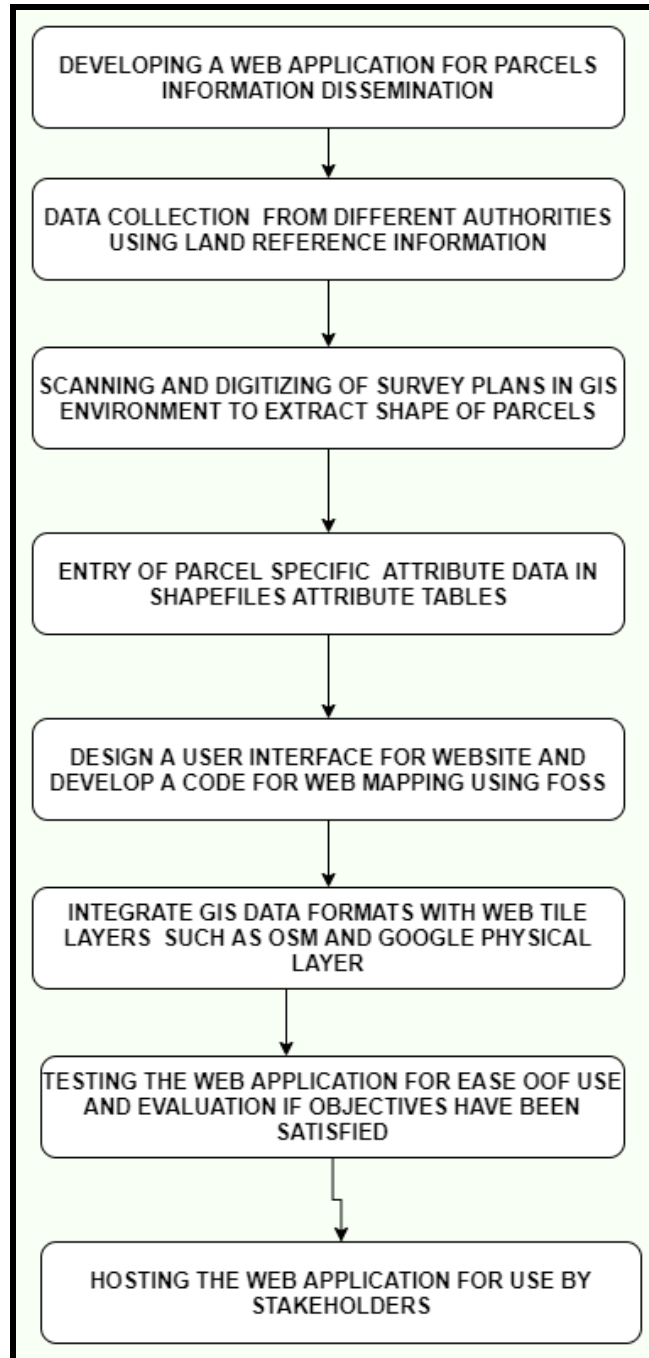 DEVELOPING A WEB APPLICATION FOR PARCELS
INFORMATION DISSEMINATION
DATA COLLECTION FROM DIFFERENT AUTHORITIES
USING LAND REFERENCE INFORMATION
SCANNING AND DIGITIZING OF SURVEY PLANS IN GIS
ENVIRONMENT TO EXTRACT SHAPE OF PARCELS
ENTRY OF PARCEL SPECIFIC ATTRIBUTE DATA IN
SHAPEFILES ATTRIBUTE TABLES
DESIGN A USER INTERFACE FOR WEBSITE AND
DEVELOP A CODE FOR WEB MAPPING USING FOSS
INTEGRATE GIS DATA FORMATS WITH WEB TILE
LAYERS SUCH AS OSM AND GOOGLE PHYSICAL
LAYER
TESTING THE WEB APPLICATION FOR EASE OOF USE
AND EVALUATION IF OBJECTIVES HAVE BEEN
SATISFIED
HOSTING THE WEB APPLICATION FOR USE BY
STAKEHOLDERS